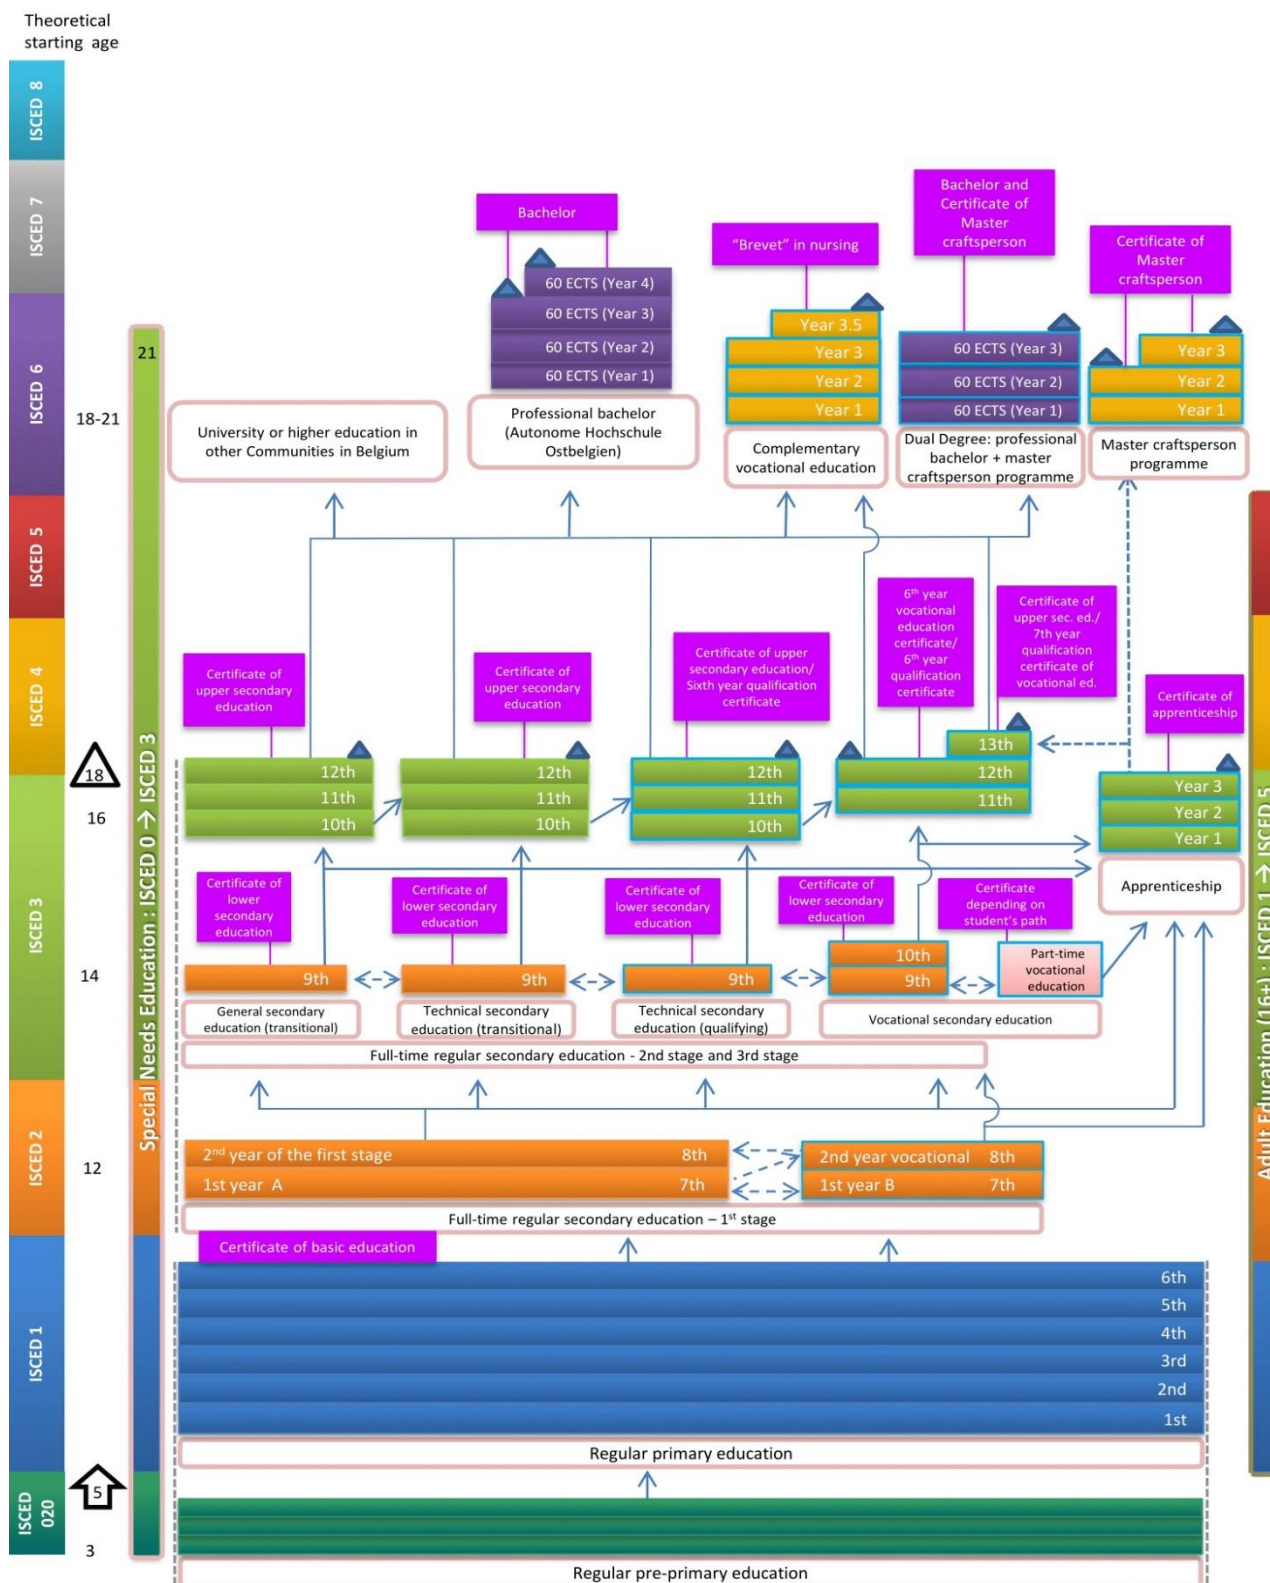 Theoretical
starting age
ISCED 8
ISCED 7
ISCED 6
ISCED 5
ISCED 4
ISCED 3
ISCED 2
ISCED 1
ISCED
020
18-21
18
16
14
12
5
3
21
Special Needs Education : ISCED 0 → ISCED 3
Adult Education (16+) : ISCED 1 → ISCED 5
Bachelor
60 ECTS (Year 4)
60 ECTS (Year 3)
60 ECTS (Year 2)
60 ECTS (Year 1)
"Brevet" in nursing
Year 3.5
Year 3
Year 2
Year 1
Bachelor and
Certificate of
Master
craftsperson
60 ECTS (Year 3)
60 ECTS (Year 2)
60 ECTS (Year 1)
Certificate of
Master
craftsperson
Year 3
Year 2
Year 1
University or higher education in
other Communities in Belgium
Professional bachelor
(Autonome Hochschule
Ostbelgien)
Complementary
vocational education
Dual Degree: professional
bachelor + master
craftsperson programme
Master craftsperson
programme
Certificate of
upper secondary
education
12th
11th
10th
Certificate of
upper secondary
education
12th
11th
10th
Certificate of upper
secondary education/
Sixth year qualification
certificate
12th
11th
10th
6th year
vocational
education
certificate/
6th year
qualification
certificate
Certificate of
upper sec. ed./
7th year
qualification
certificate of
vocational ed.
13th
12th
11th
Certificate of
apprenticeship
Year 3
Year 2
Year 1
Apprenticeship
Certificate of
lower
secondary
education
9th
Certificate of
lower secondary
education
9th
Certificate of
lower secondary
education
9th
Certificate of
lower secondary
education
10th
9th
Certificate
depending on
student's path
Part-time
vocational
education
General secondary
education (transitional)
Technical secondary
education (transitional)
Technical secondary
education (qualifying)
Vocational secondary education
Full-time regular secondary education - 2nd stage and 3rd stage
2nd year of the first stage 8th
1st year A 7th
2nd year vocational 8th
1st year B 7th
Full-time regular secondary education – 1st stage
Certificate of basic education
6th
5th
4th
3rd
2nd
1st
Regular primary education
Regular pre-primary education